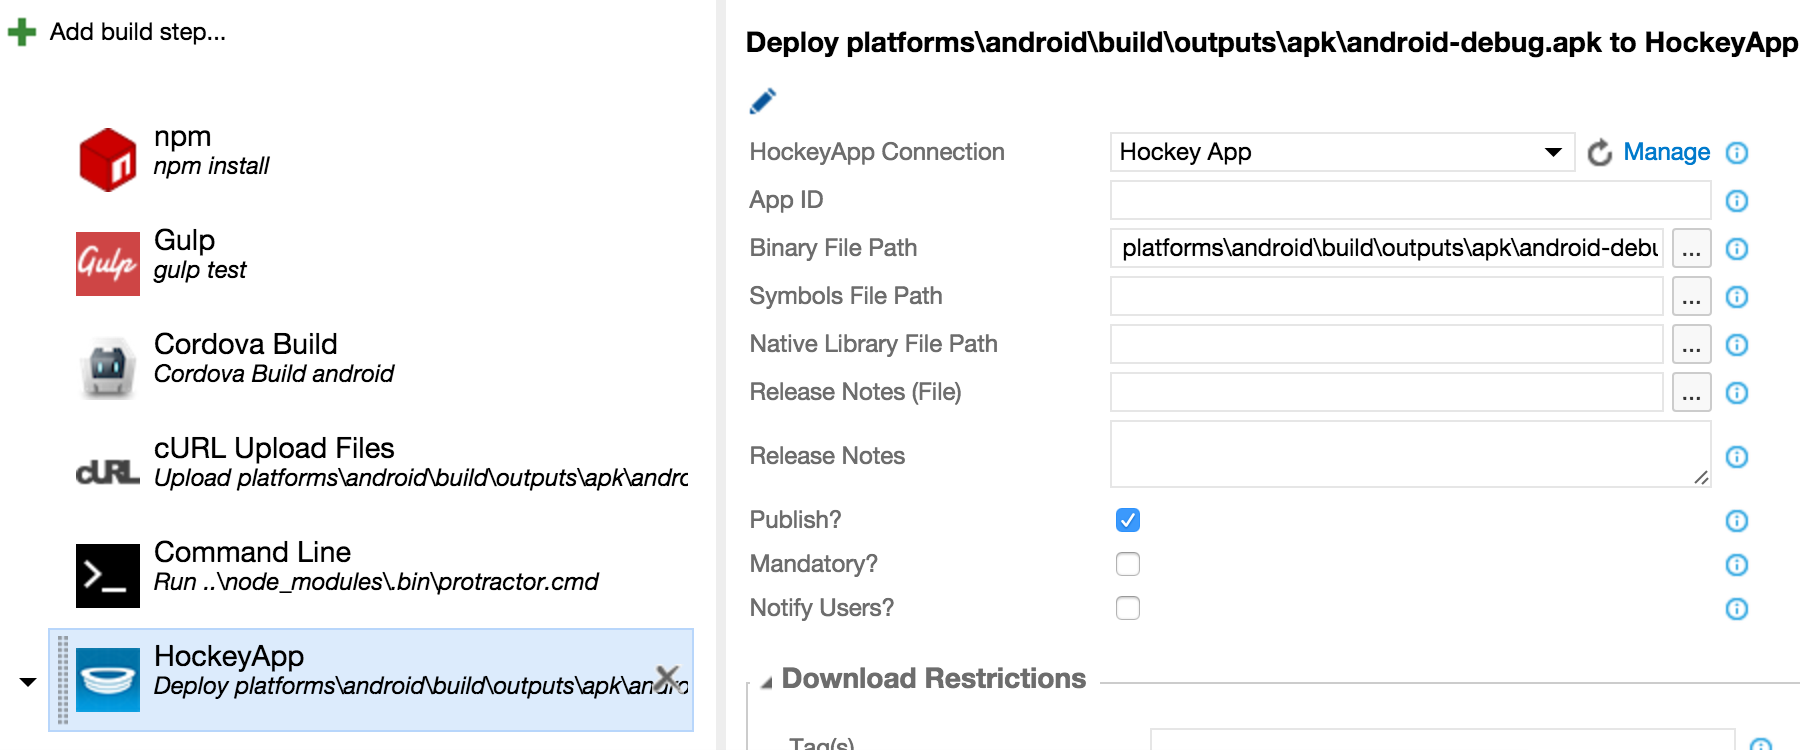 Add build step...
npm
npm install
Gulp
Gulp
gulp test
Cordova Build
Cordova Build android
cURL
cURL Upload Files
Upload platforms\android\build\outputs\apk\andro
Command Line
Run ..\node_modules\.bin\protractor.cmd
HockeyApp
Deploy platforms\android\build\outputs\apk\andro
Deploy platforms\android\build\outputs\apk\android-debug.apk to HockeyApp
HockeyApp Connection
Hockey App
Manage
App ID
Binary File Path
platforms\android\build\outputs\apk\android-debu
...
Symbols File Path
...
Native Library File Path
...
Release Notes (File)
...
Release Notes
Publish?
Mandatory?
Notify Users?
Download Restrictions
Tag(s)